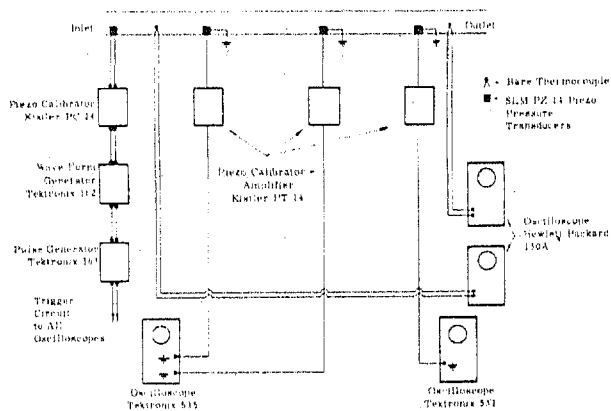 Inlet
Outlet
Piezo Calibrator
Kistler PC 14
Wave Form
Generator
Tektronix 162
Pulse Generator
Tektronix 161
Trigger
Circuit
to All
Oscilloscopes
Piezo Calibrator +
Amplifier
Kistler PT 14
- Bare Thermocouple
- SLM PZ 14 Piezo
Pressure
Transducers
Oscilloscope
Hewlett Packard
130A
Oscilloscope
Tektronix 535
Oscilloscope
Tektronix 531